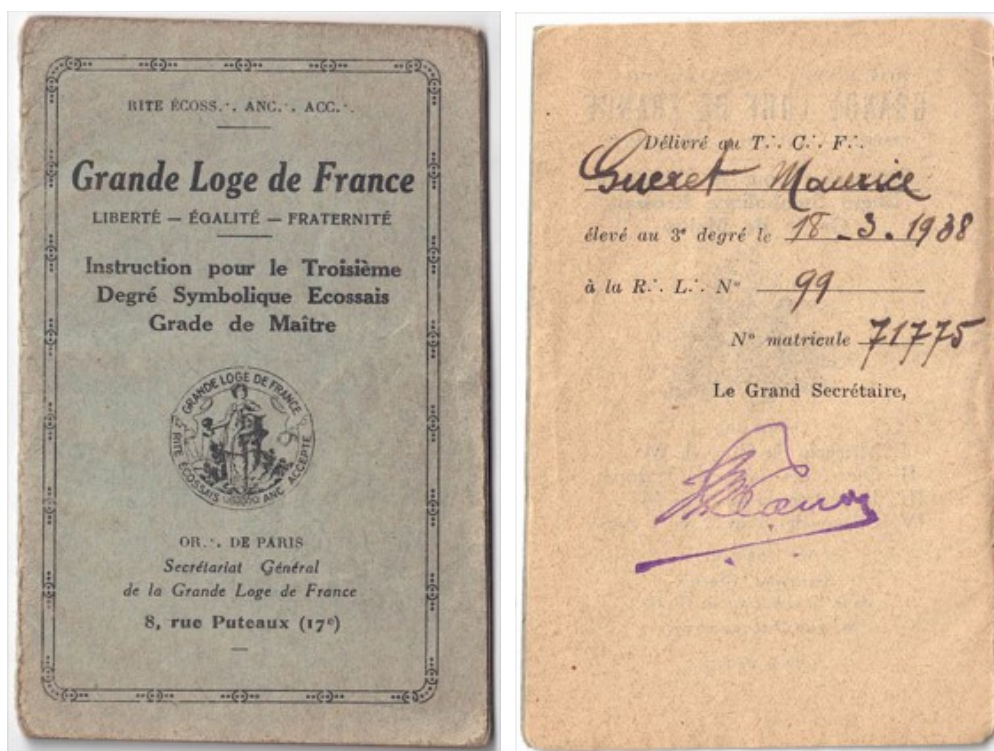 RITE ÉCOSS∴ ANC∴ ACC∴
Grande Loge de France
LIBERTÉ — ÉGALITÉ — FRATERNITÉ
Instruction pour le Troisième
Degré Symbolique Ecossais
Grade de Maître
GRANDE LOGE DE FRANCE
RITE ÉCOSSAIS ANC ACCEPTÉ
OR∴ DE PARIS
Secrétariat Général
de la Grande Loge de France
8, rue Puteaux (17e)
Délivré au T∴ C∴ F∴
Gueret Maurice
élevé au 3e degré le 18-3-1938
à la R∴ L∴ No 99
No matricule 71775
Le Grand Secrétaire,